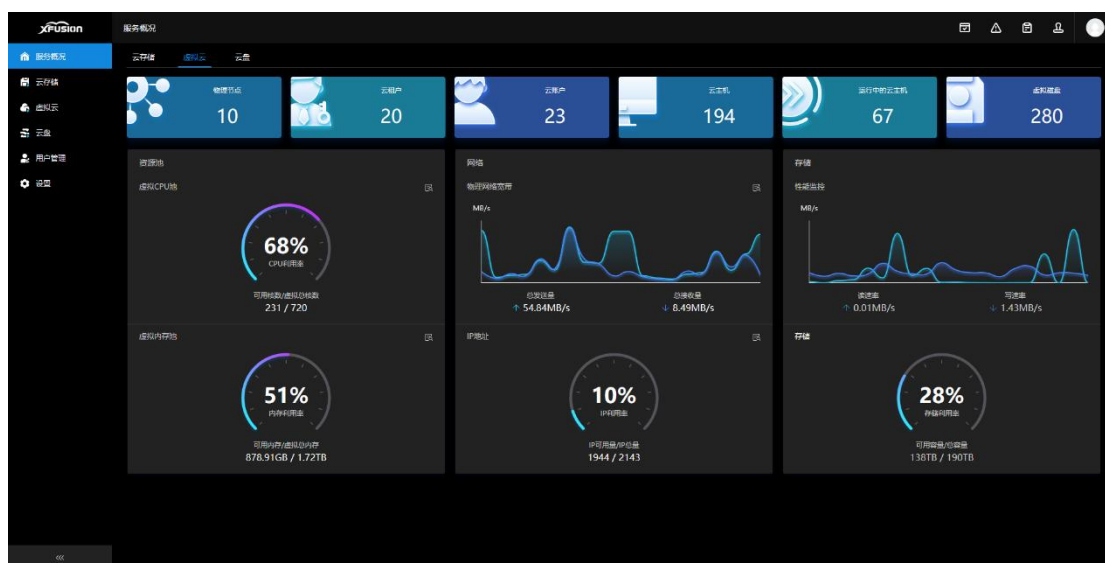 xFusion
服务概况
服务概况
云存储
虚拟云
云盘
用户管理
设置
云存储 虚拟云 云盘
物理节点
10
云租户
20
云账户
23
云主机
194
运行中的云主机
67
虚拟磁盘
280
资源池
虚拟CPU池
68%
CPU利用率
可用核数/虚拟总核数
231 / 720
网络
物理网络宽带
MB/s
总发送量
↑ 54.84MB/s
总接收量
↓ 8.49MB/s
存储
性能监控
MB/s
读速率
↑ 0.01MB/s
写速率
↓ 1.43MB/s
虚拟内存池
51%
内存利用率
可用内存/虚拟总内存
878.91GB / 1.72TB
IP地址
10%
IP利用率
IP可用量/IP总量
1944 / 2143
存储
28%
存储利用率
可用容量/总容量
138TB / 190TB